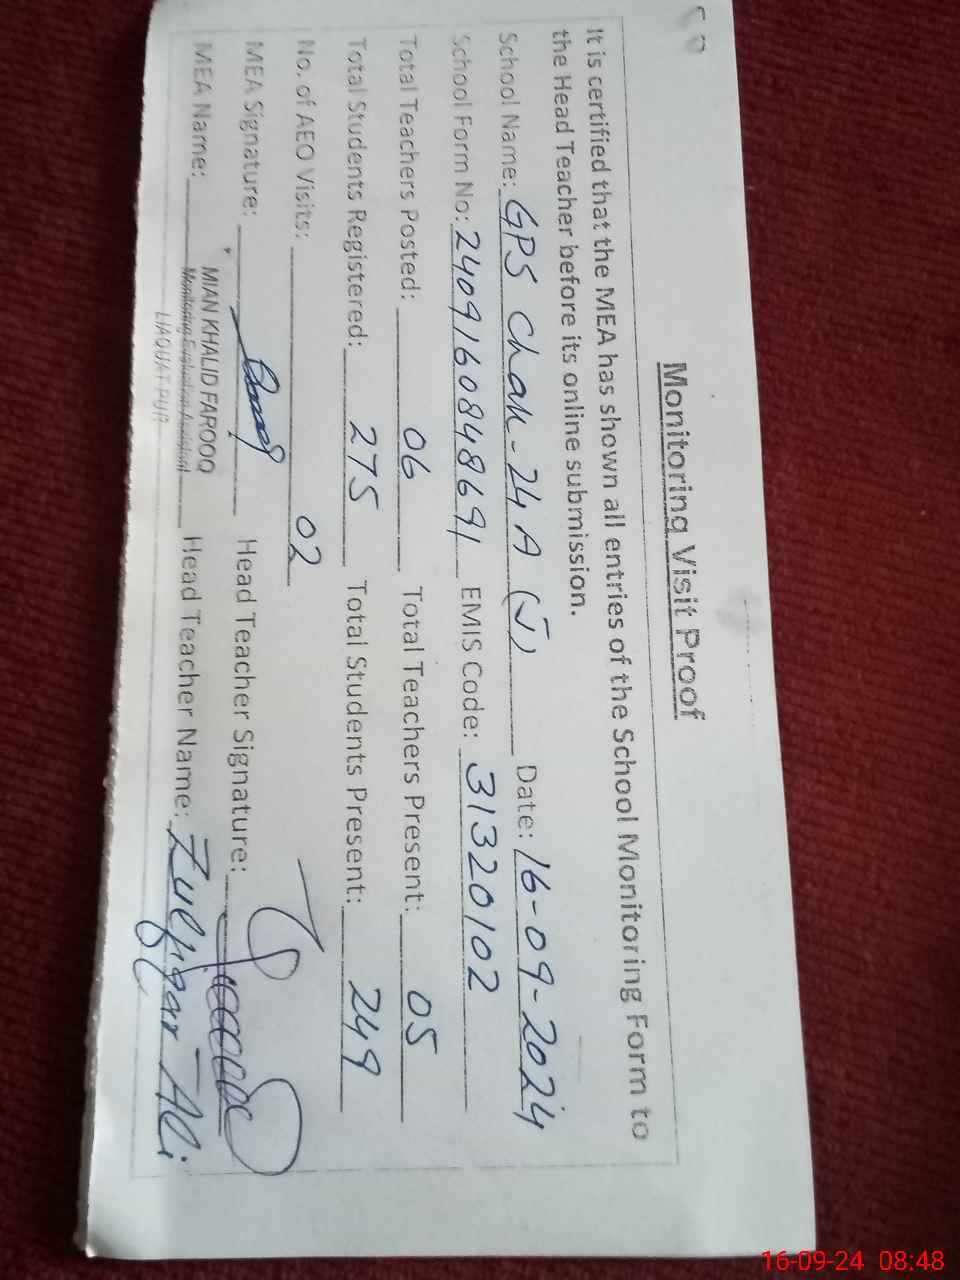 Monitoring Visit Proof
It is certified that the MEA has shown all entries of the School Monitoring Form to
the Head Teacher before its online submission.
School Name: GPS Chak-24 A (J) Date: 16-09-2024
School Form No: 2409160848691 EMIS Code: 31320102
Total Teachers Posted: 06 Total Teachers Present: 05
Total Students Registered: 275 Total Students Present: 249
No. of AEO Visits: 02
MEA Signature: Head Teacher Signature:
MEA Name: MIAN KHALID FAROOQ Head Teacher Name: Zulfiqar Ali
Monitoring Evaluation Assistant
LIAQUAT PUR
16-09-24 08:48